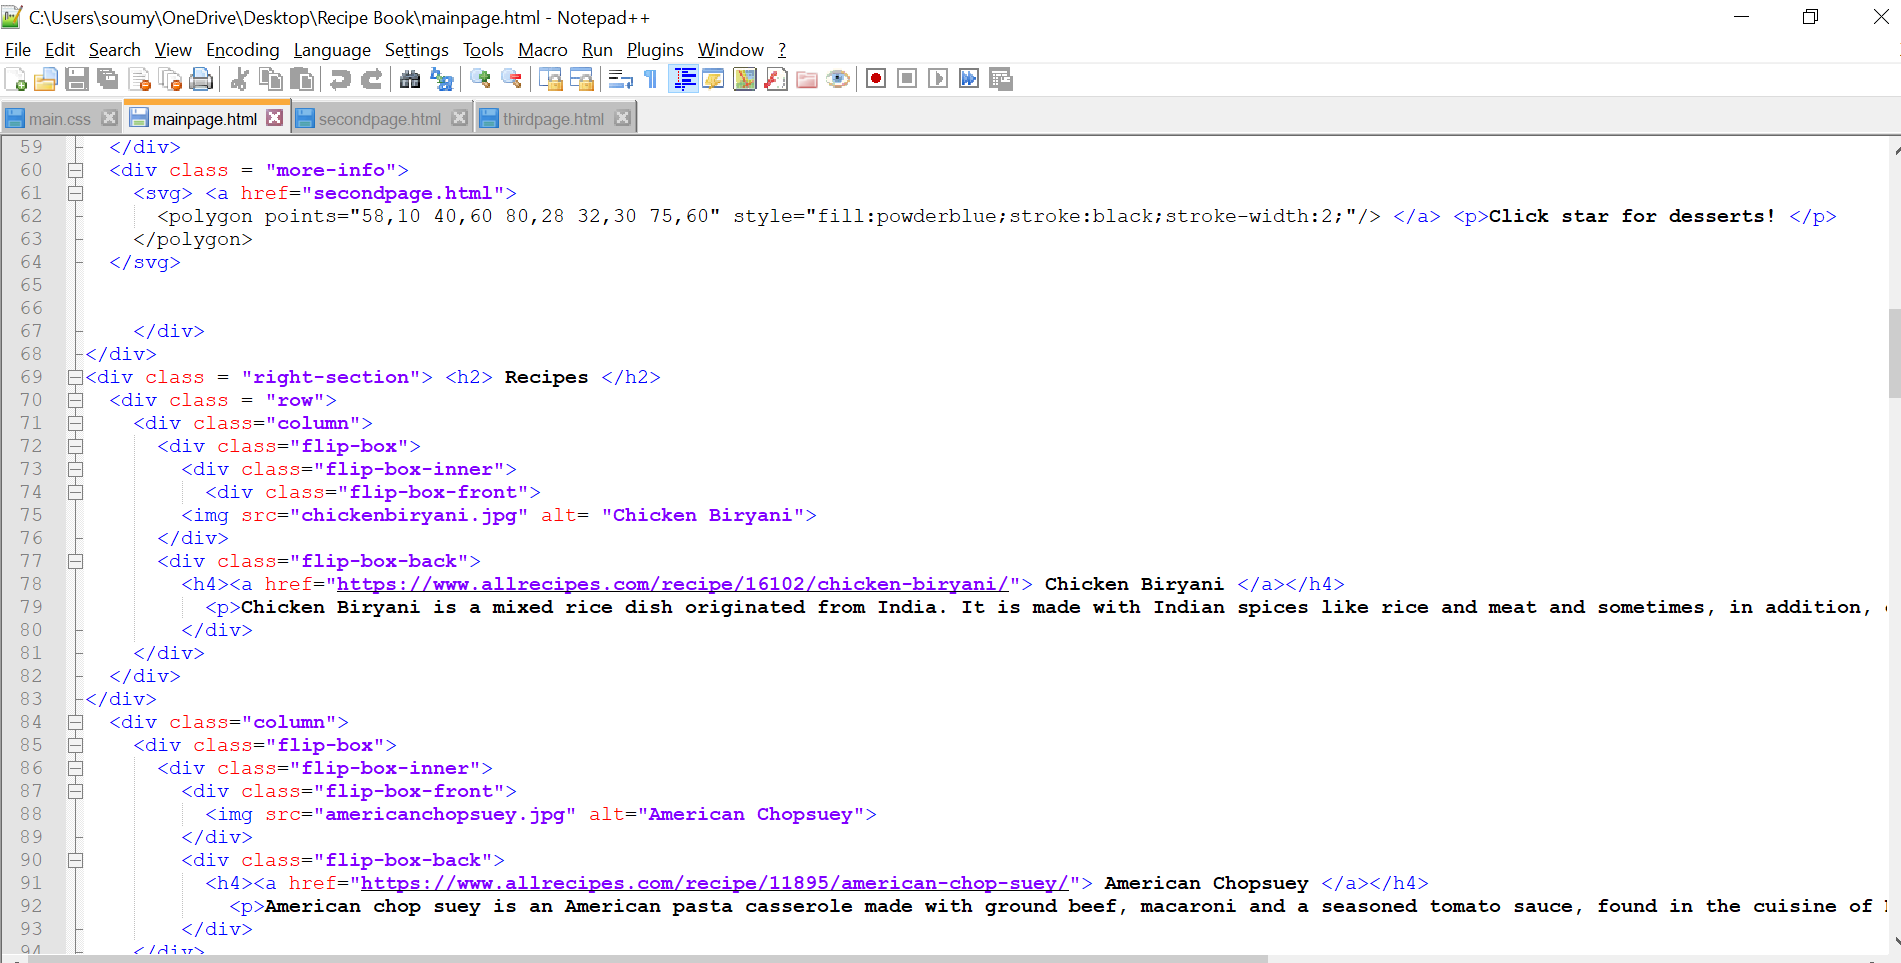 C:\Users\soumy\OneDrive\Desktop\Recipe Book\mainpage.html - Notepad++
File Edit Search View Encoding Language Settings Tools Macro Run Plugins Window ?
main.css mainpage.html secondpage.html thirdpage.html
59 </div>
60 <div class = "more-info">
61 <svg> <a href="secondpage.html">
62 <polygon points="58,10 40,60 80,28 32,30 75,60" style="fill:powderblue;stroke:black;stroke-width:2;"/> </a> <p>Click star for desserts! </p>
63 </polygon>
64 </svg>
65
66
67 </div>
68 </div>
69 <div class = "right-section"> <h2> Recipes </h2>
70 <div class = "row">
71 <div class="column">
72 <div class="flip-box">
73 <div class="flip-box-inner">
74 <div class="flip-box-front">
75 <img src="chickenbiryani.jpg" alt= "Chicken Biryani">
76 </div>
77 <div class="flip-box-back">
78 <h4><a href="https://www.allrecipes.com/recipe/16102/chicken-biryani/"> Chicken Biryani </a></h4>
79 <p>Chicken Biryani is a mixed rice dish originated from India. It is made with Indian spices like rice and meat and sometimes, in addition,
80 </div>
81 </div>
82 </div>
83 </div>
84 <div class="column">
85 <div class="flip-box">
86 <div class="flip-box-inner">
87 <div class="flip-box-front">
88 <img src="americanchopsuey.jpg" alt="American Chopsuey">
89 </div>
90 <div class="flip-box-back">
91 <h4><a href="https://www.allrecipes.com/recipe/11895/american-chop-suey/"> American Chopsuey </a></h4>
92 <p>American chop suey is an American pasta casserole made with ground beef, macaroni and a seasoned tomato sauce, found in the cuisine of
93 </div>
94 </div>